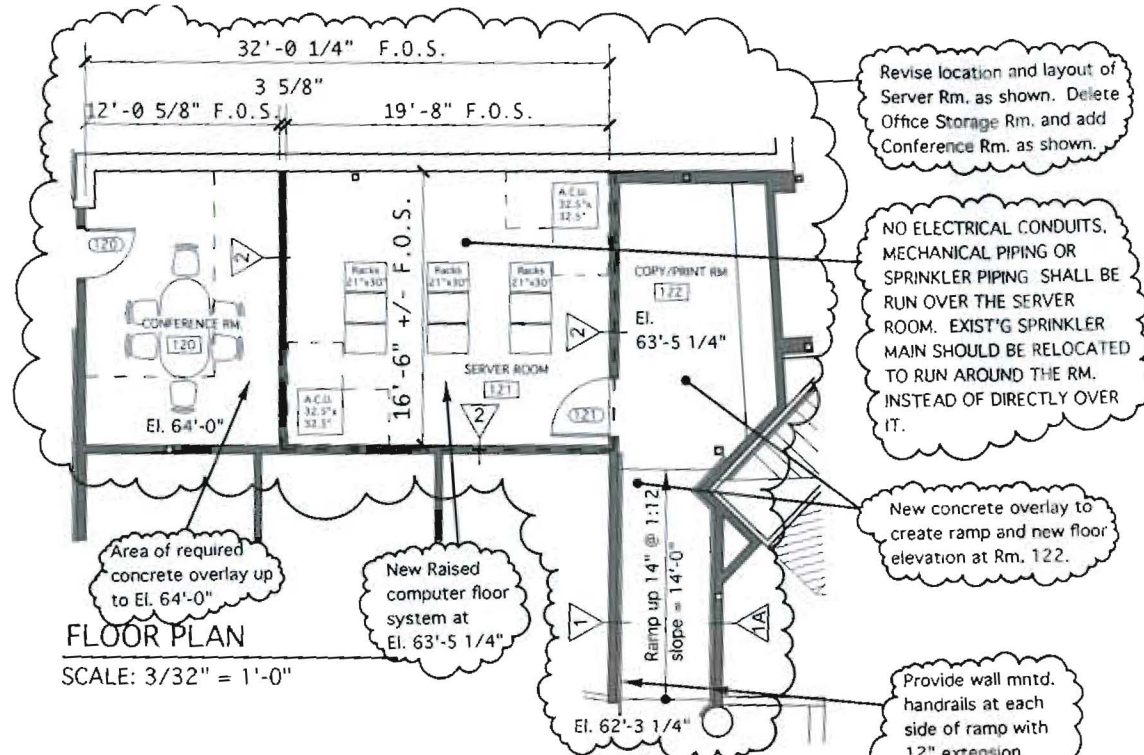 32'-0 1/4" F.O.S.
3 5/8"
12'-0 5/8" F.O.S.
19'-8" F.O.S.
Revise location and layout of
Server Rm. as shown. Delete
Office Storage Rm. and add
Conference Rm. as shown.
NO ELECTRICAL CONDUITS,
MECHANICAL PIPING OR
SPRINKLER PIPING SHALL BE
RUN OVER THE SERVER
ROOM. EXIST'G SPRINKLER
MAIN SHOULD BE RELOCATED
TO RUN AROUND THE RM.
INSTEAD OF DIRECTLY OVER
IT.
A.C.U.
32.5"x
32.5"
120
2
16'-6" +/- F.O.S.
Racks
21"x30"
Racks
21"x30"
Racks
21"x30"
COPY/PRINT RM
122
El.
63'-5 1/4"
2
CONFERENCE RM.
120
El. 64'-0"
SERVER ROOM
121
A.C.U.
32.5"x
32.5"
2
121
New concrete overlay to
create ramp and new floor
elevation at Rm. 122.
Area of required
concrete overlay up
to El. 64'-0"
New Raised
computer floor
system at
El. 63'-5 1/4"
Ramp up 14" @ 1:12
slope = 14'-0"
1
1A
FLOOR PLAN
SCALE: 3/32" = 1'-0"
El. 62'-3 1/4"
Provide wall mntd.
handrails at each
side of ramp with
12" extension